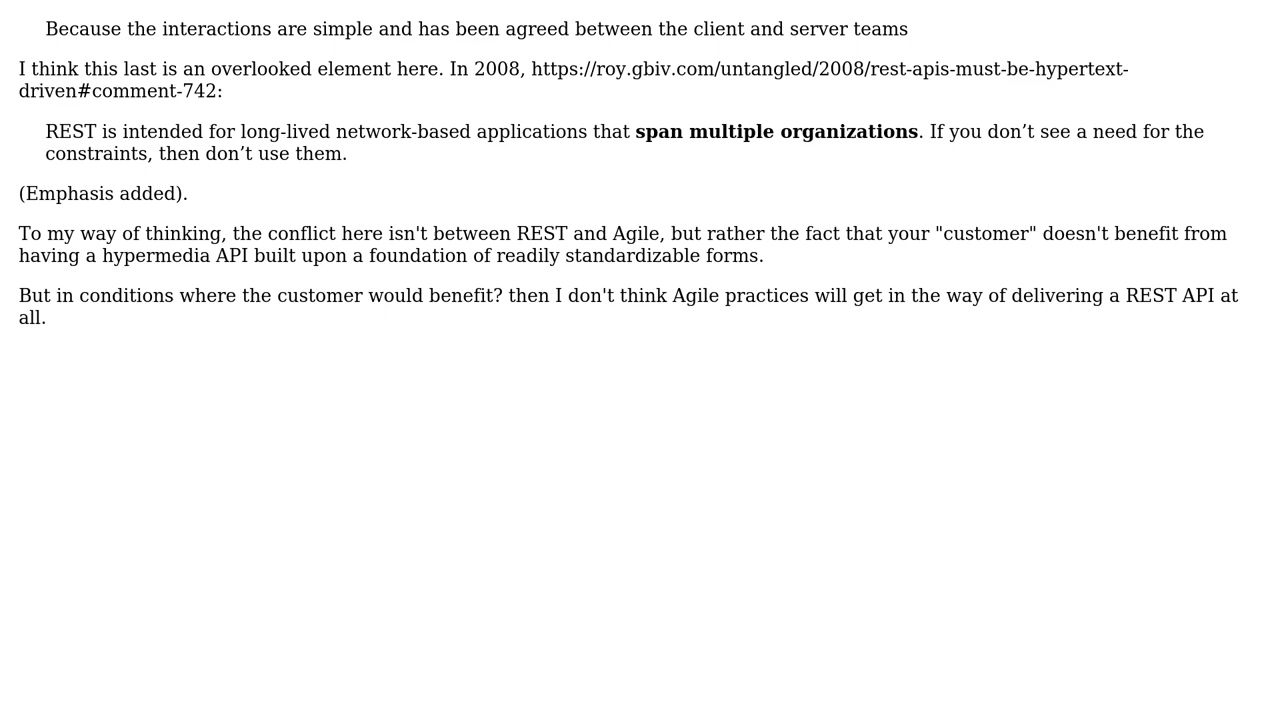 Because the interactions are simple and has been agreed between the client and server teams
I think this last is an overlooked element here. In 2008, https://roy.gbiv.com/untangled/2008/rest-apis-must-be-hypertext-
driven#comment-742:
REST is intended for long-lived network-based applications that span multiple organizations. If you don’t see a need for the
constraints, then don’t use them.
(Emphasis added).
To my way of thinking, the conflict here isn't between REST and Agile, but rather the fact that your "customer" doesn't benefit from
having a hypermedia API built upon a foundation of readily standardizable forms.
But in conditions where the customer would benefit? then I don't think Agile practices will get in the way of delivering a REST API at
all.